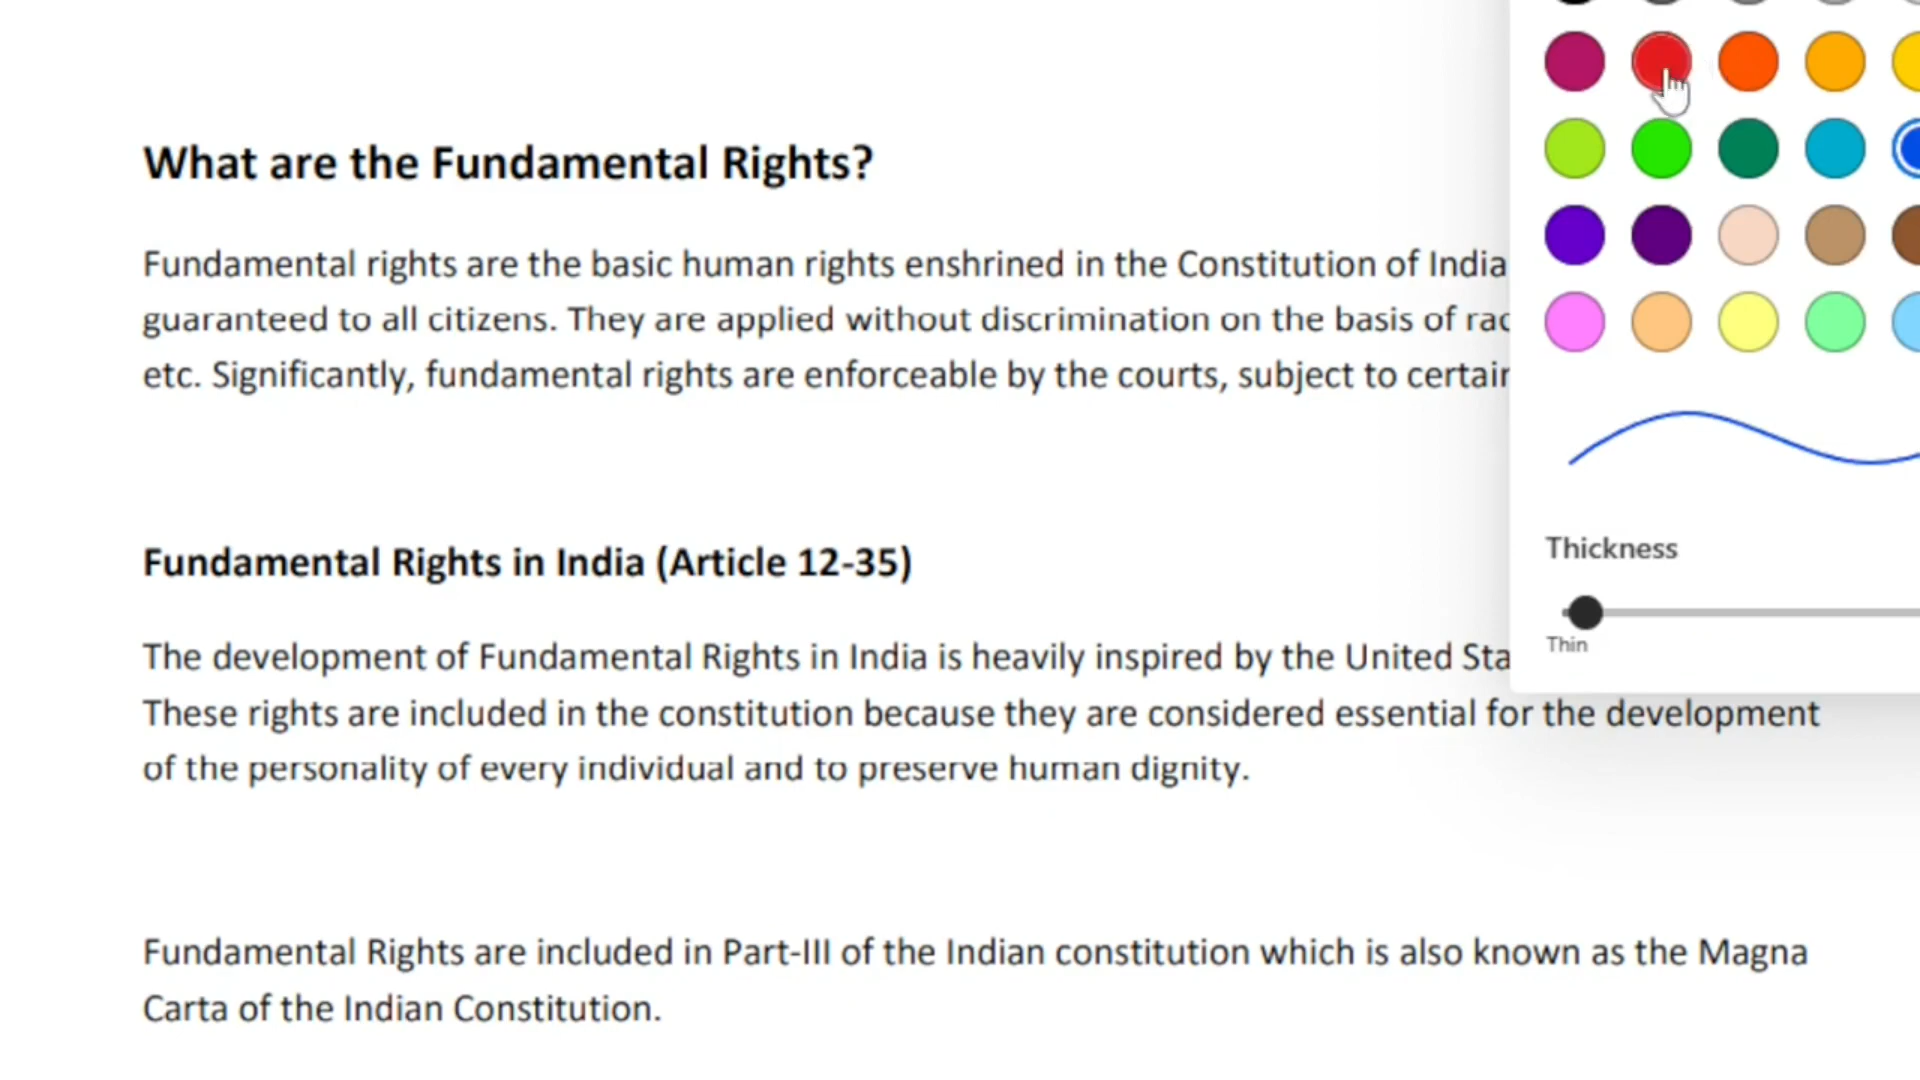 What are the Fundamental Rights?
Fundamental rights are the basic human rights enshrined in the Constitution of India
guaranteed to all citizens. They are applied without discrimination on the basis of
etc. Significantly, fundamental rights are enforceable by the courts, subject to
Fundamental Rights in India (Article 12-35)
The development of Fundamental Rights in India is heavily inspired by the United
These rights are included in the constitution because they are considered essential for the development
of the personality of every individual and to preserve human dignity.
Fundamental Rights are included in Part-III of the Indian constitution which is also known as the Magna
Carta of the Indian Constitution.
Thickness
Thin